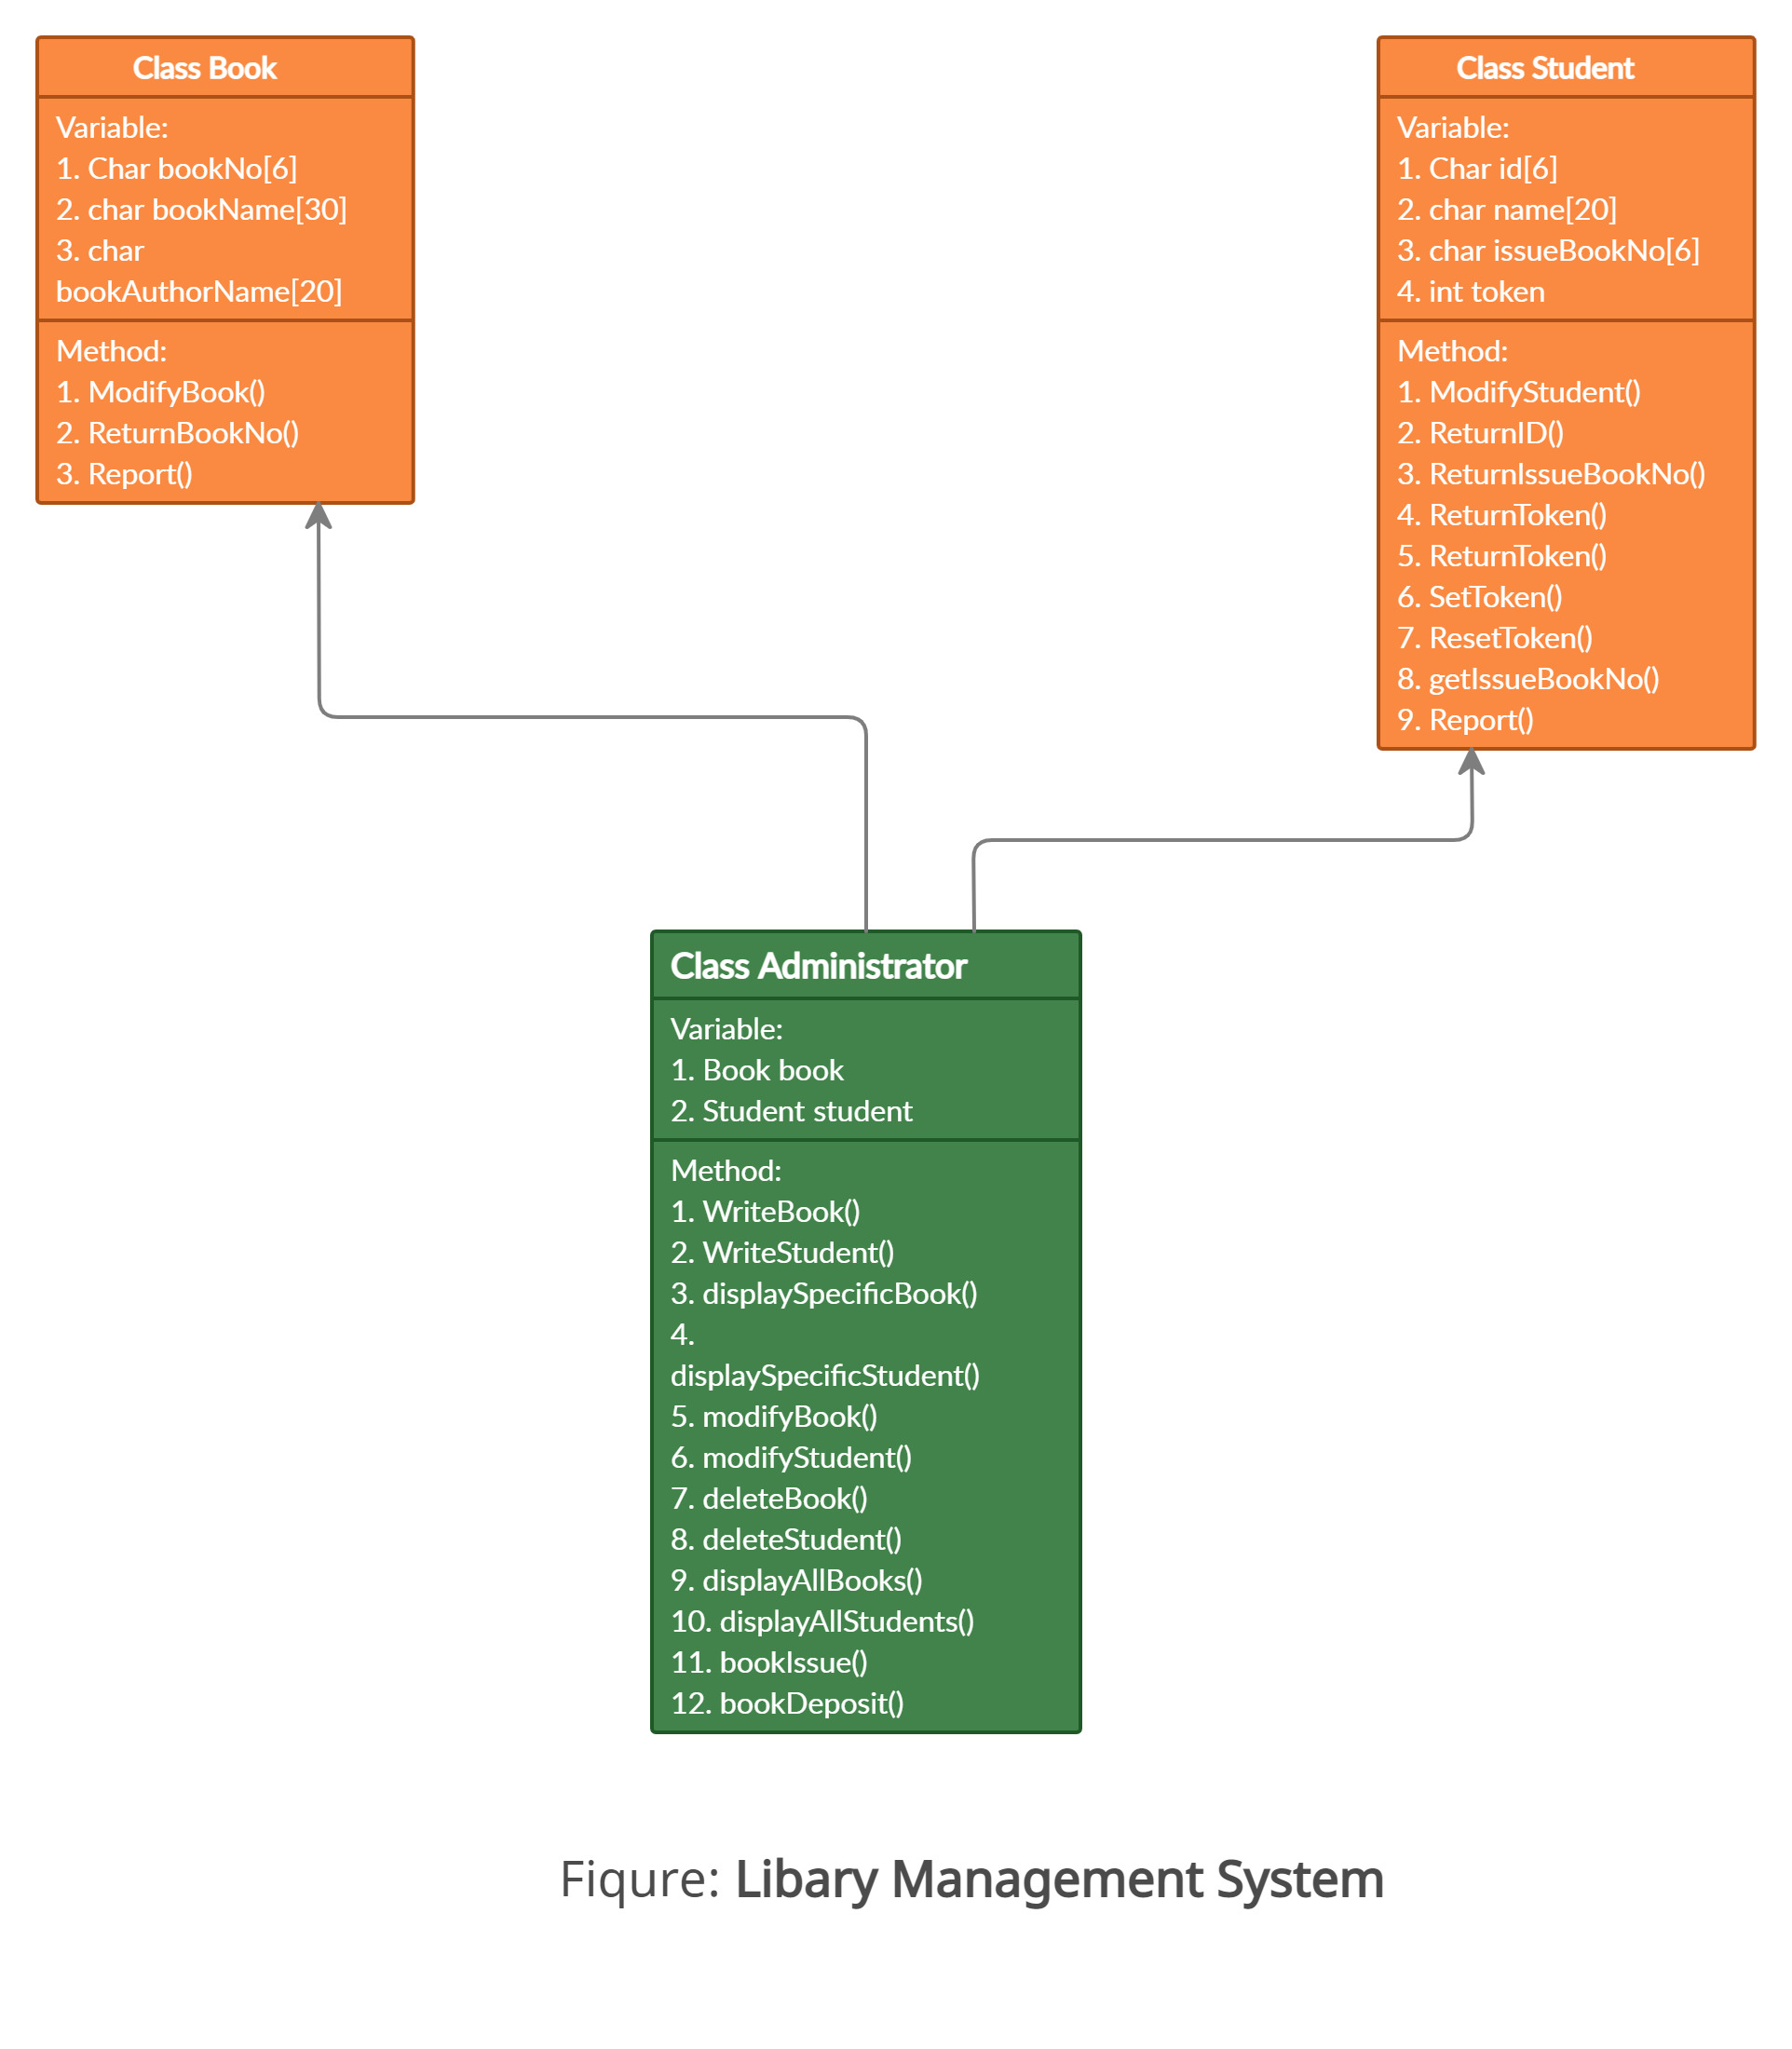 Class Book
Variable:
1. Char bookNo[6]
2. char bookName[30]
3. char
bookAuthorName[20]
Method:
1. ModifyBook()
2. ReturnBookNo()
3. Report()
Class Student
Variable:
1. Char id[6]
2. char name[20]
3. char issueBookNo[6]
4. int token
Method:
1. ModifyStudent()
2. ReturnID()
3. ReturnIssueBookNo()
4. ReturnToken()
5. ReturnToken()
6. SetToken()
7. ResetToken()
8. getIssueBookNo()
9. Report()
Class Administrator
Variable:
1. Book book
2. Student student
Method:
1. WriteBook()
2. WriteStudent()
3. displaySpecificBook()
4.
displaySpecificStudent()
5. modifyBook()
6. modifyStudent()
7. deleteBook()
8. deleteStudent()
9. displayAllBooks()
10. displayAllStudents()
11. bookIssue()
12. bookDeposit()
Fiqure: Libary Management System